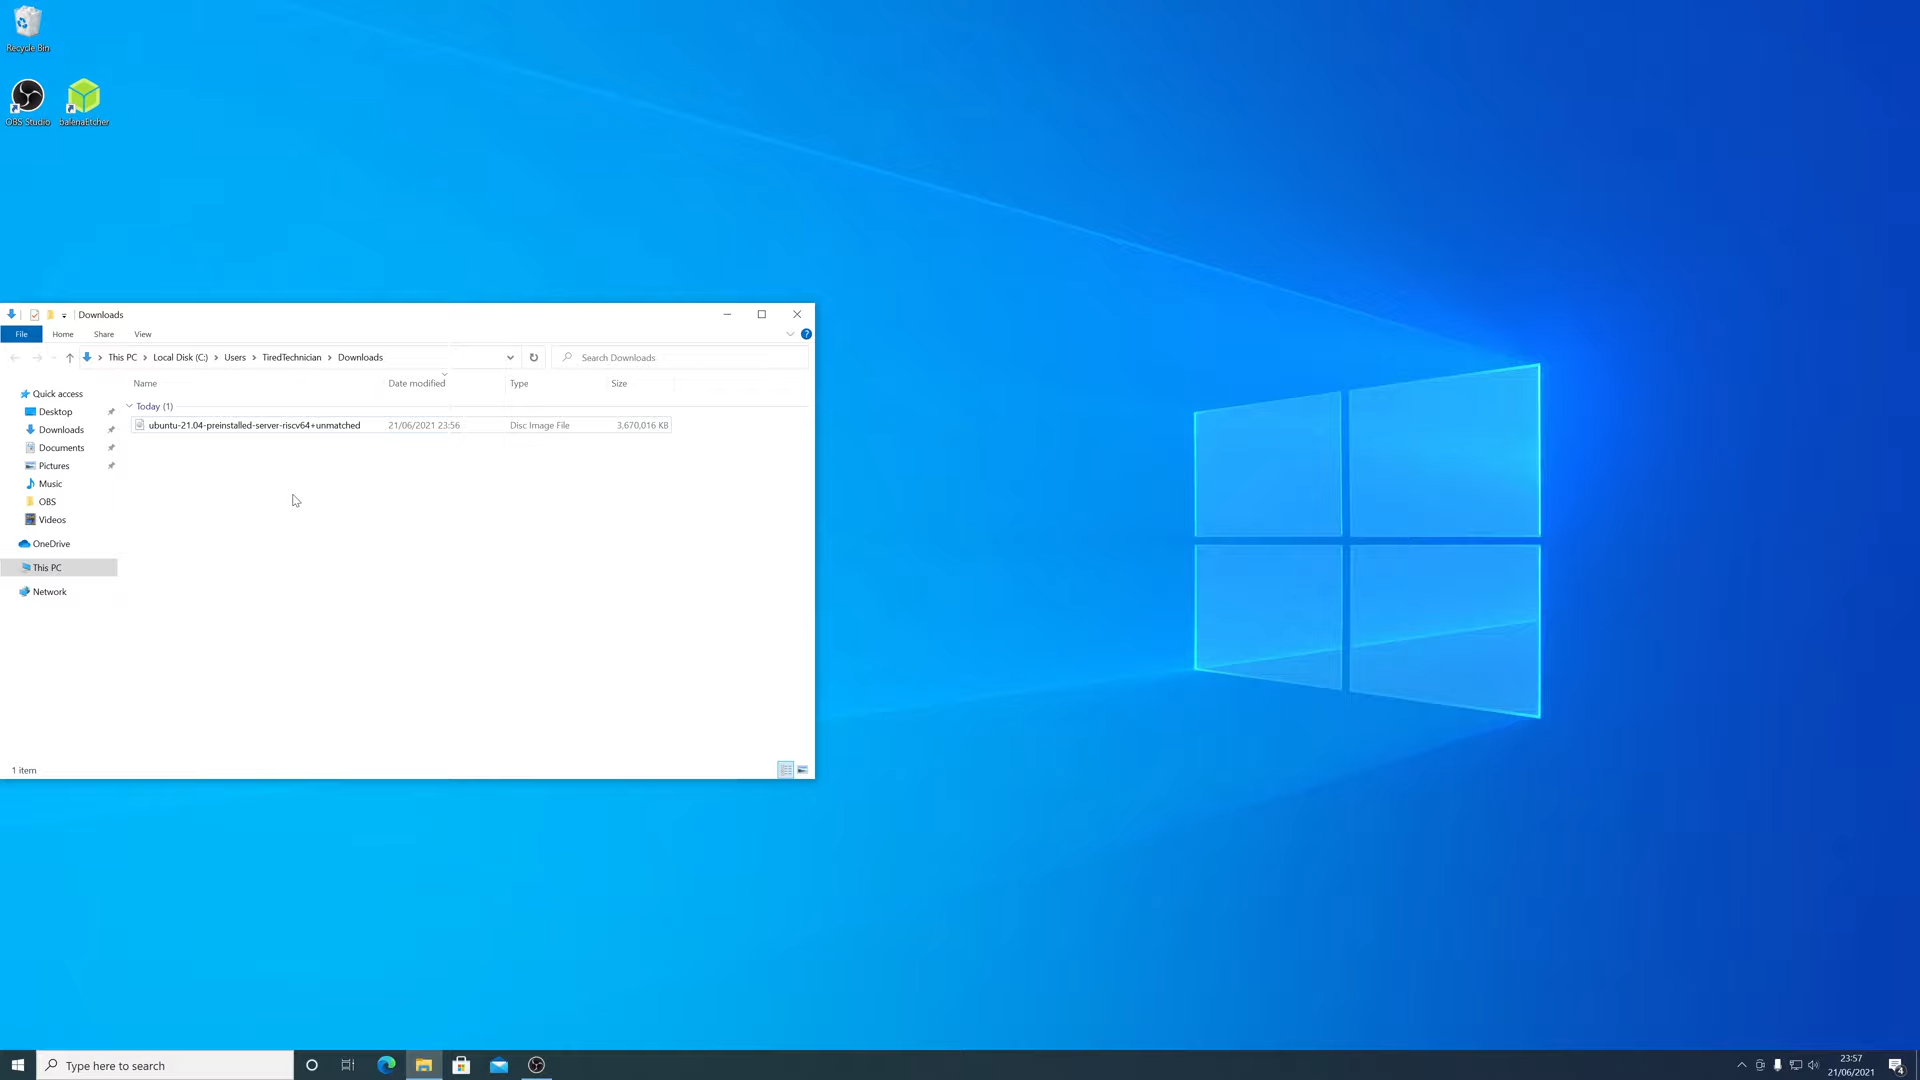 Recycle Bin
OBS Studio balenaEtcher
Downloads
File Home Share View
This PC Local Disk (C:) Users TiredTechnician Downloads Search Downloads
Name Date modified Type Size
Quick access
Today (1)
Desktop
ubuntu-21.04-preinstalled-server-riscv64+unmatched 21/06/2021 23:56 Disc Image File 3,670,016 KB
Downloads
Documents
Pictures
Music
OBS
Videos
OneDrive
This PC
Network
1 item
Type here to search
23:57
21/06/2021
4